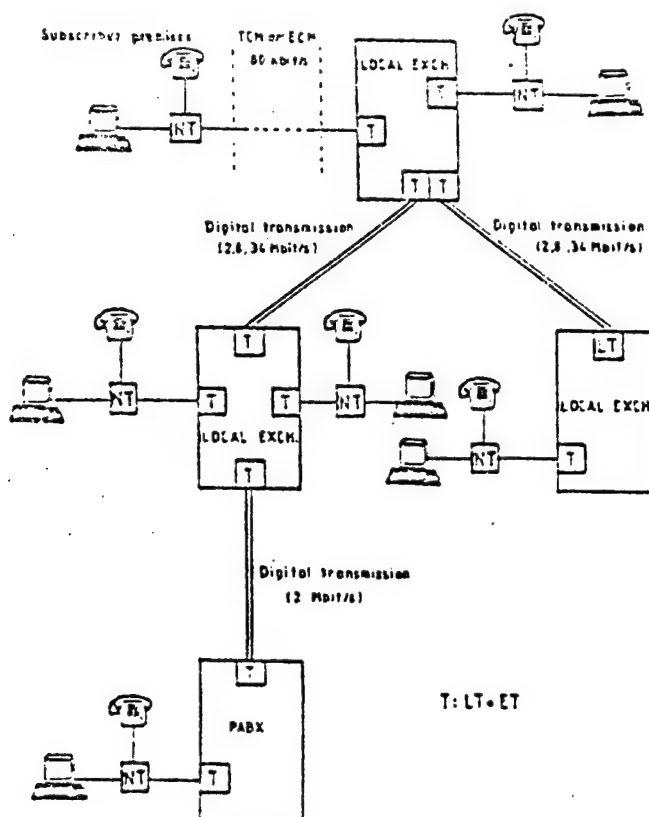 Subscriber premises
TCM or ECM
80 kbit/s
LOCAL EXCH.
T
NT
NT
T
T T
Digital transmission
(2,8,34 Mbit/s)
Digital transmission
(2,8,34 Mbit/s)
T
LT
NT
T
T
NT
LOCAL EXCH.
LOCAL EXCH.
NT
T
T
Digital transmission
(2 Mbit/s)
T
PABX
T: LT+ET
NT
T